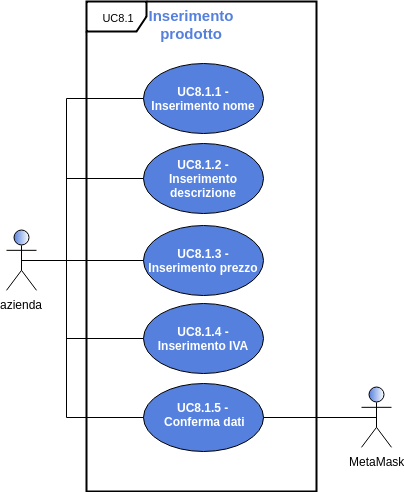 UC8.1
Inserimento
prodotto
UC8.1.1 -
Inserimento nome
UC8.1.2 -
Inserimento
descrizione
UC8.1.3 -
Inserimento prezzo
UC8.1.4 -
Inserimento IVA
UC8.1.5 -
Conferma dati
azienda
MetaMask